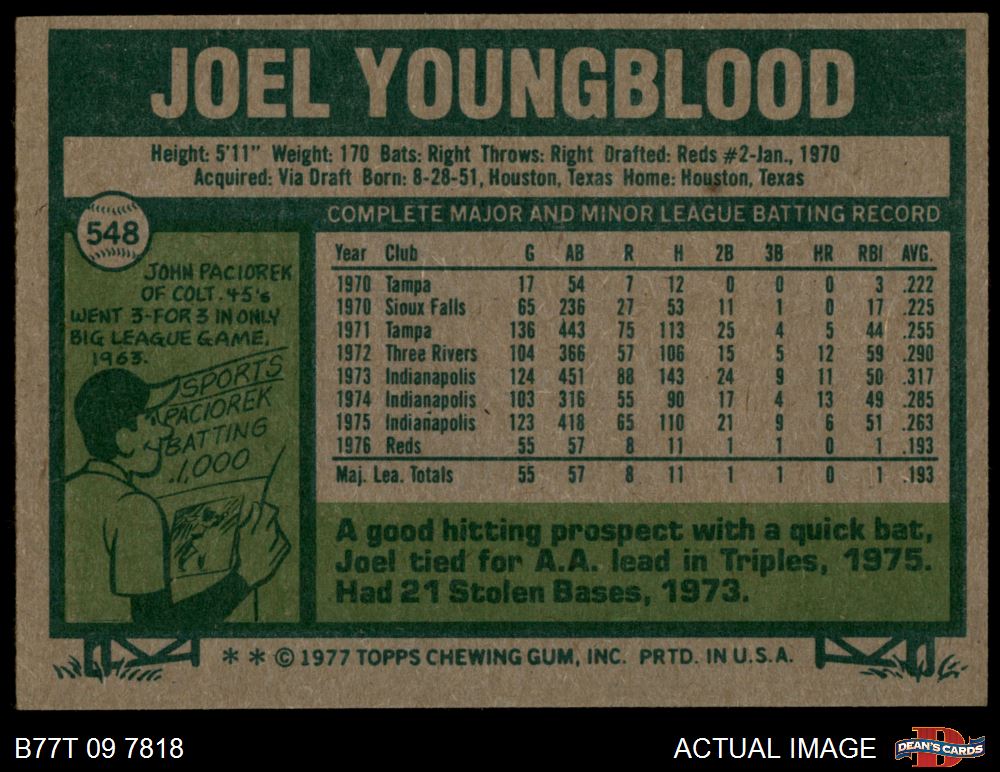 JOEL YOUNGBLOOD
Height: 5'11" Weight: 170 Bats: Right Throws: Right Drafted: Reds #2-Jan., 1970
Acquired: Via Draft Born: 8-28-51, Houston, Texas Home: Houston, Texas
548
JOHN PACIOREK
OF COLT .45's
WENT 3-FOR 3 IN ONLY
BIG LEAGUE GAME,
1963.
SPORTS
PACIOREK
BATTING
1,000
COMPLETE MAJOR AND MINOR LEAGUE BATTING RECORD
Year Club G AB R H 2B 3B HR RBI AVG.
1970 Tampa 17 54 7 12 0 0 0 3 .222
1970 Sioux Falls 65 236 27 53 11 1 0 17 .225
1971 Tampa 136 443 75 113 25 4 5 44 .255
1972 Three Rivers 104 366 57 106 15 5 12 59 .290
1973 Indianapolis 124 451 88 143 24 9 11 50 .317
1974 Indianapolis 103 316 55 90 17 4 13 49 .285
1975 Indianapolis 123 418 65 110 21 9 6 51 .263
1976 Reds 55 57 8 11 1 1 0 1 .193
Maj. Lea. Totals 55 57 8 11 1 1 0 1 .193
A good hitting prospect with a quick bat,
Joel tied for A.A. lead in Triples, 1975.
Had 21 Stolen Bases, 1973.
* * © 1977 TOPPS CHEWING GUM, INC. PRTD. IN U.S.A.
B77T 09 7818
ACTUAL IMAGE
D
DEAN'S CARDS